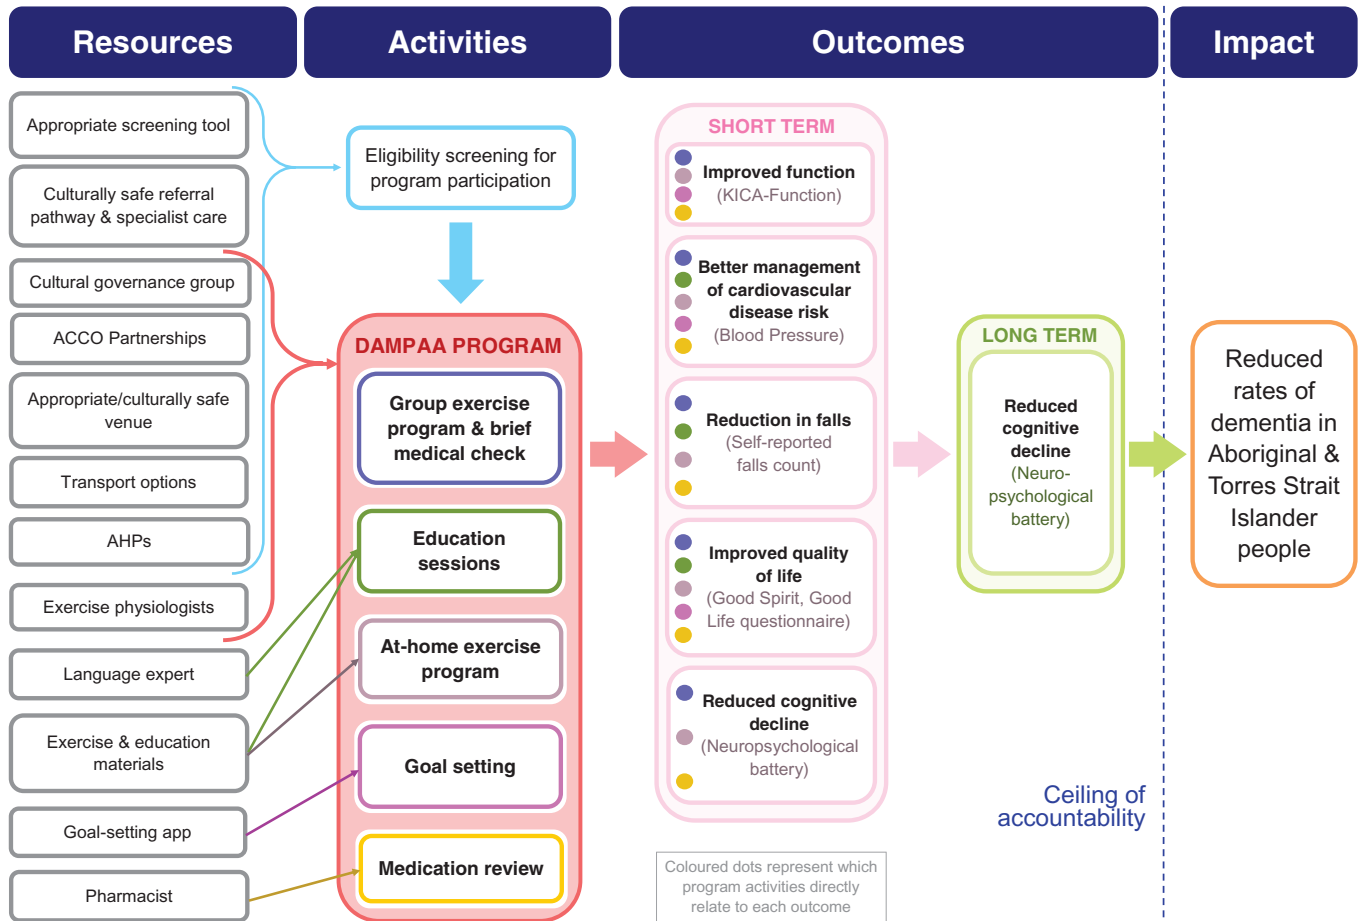 Resources
Activities
Outcomes
Impact
Appropriate screening tool
Culturally safe referral
pathway & specialist care
Cultural governance group
ACCO Partnerships
Appropriate/culturally safe
venue
Transport options
AHPs
Exercise physiologists
Language expert
Exercise & education
materials
Goal-setting app
Pharmacist
Eligibility screening for
program participation
DAMPAA PROGRAM
Group exercise
program & brief
medical check
Education
sessions
At-home exercise
program
Goal setting
Medication review
SHORT TERM
Improved function
(KICA-Function)
Better management
of cardiovascular
disease risk
(Blood Pressure)
Reduction in falls
(Self-reported
falls count)
Improved quality
of life
(Good Spirit, Good
Life questionnaire)
Reduced cognitive
decline
(Neuropsychological
battery)
Coloured dots represent which
program activities directly
relate to each outcome
LONG TERM
Reduced
cognitive
decline
(Neuro-
psychological
battery)
Ceiling of
accountability
Reduced
rates of
dementia in
Aboriginal &
Torres Strait
Islander
people